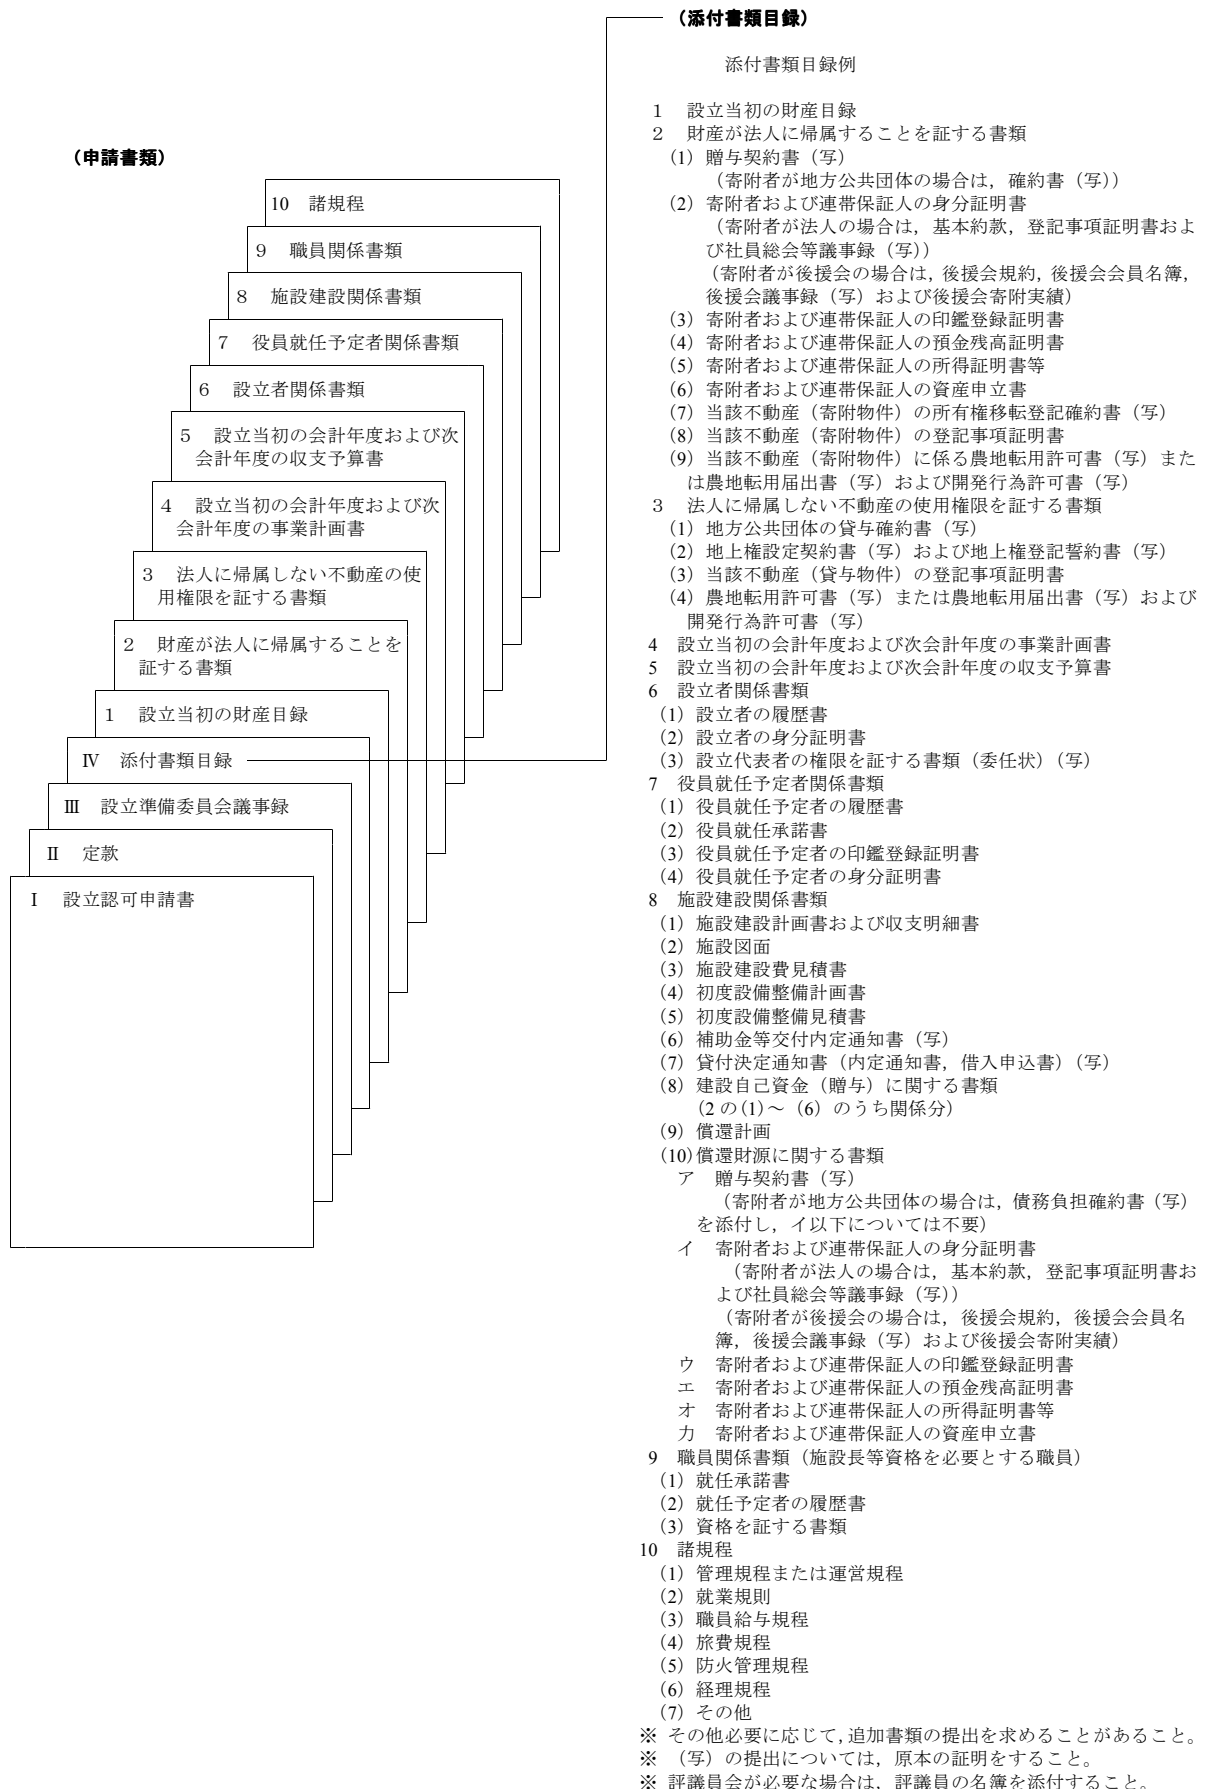 （申請書類）
10　諸規程
9　職員関係書類
8　施設建設関係書類
7　役員就任予定者関係書類
6　設立者関係書類
5　設立当初の会計年度および次
会計年度の収支予算書
4　設立当初の会計年度および次
会計年度の事業計画書
3　法人に帰属しない不動産の使
用権限を証する書類
2　財産が法人に帰属することを
証する書類
1　設立当初の財産目録
Ⅳ　添付書類目録
Ⅲ　設立準備委員会議事録
Ⅱ　定款
Ⅰ　設立認可申請書
（添付書類目録）
添付書類目録例
1　設立当初の財産目録
2　財産が法人に帰属することを証する書類
（1）贈与契約書（写）
（寄附者が地方公共団体の場合は，確約書（写））
（2）寄附者および連帯保証人の身分証明書
（寄附者が法人の場合は，基本約款，登記事項証明書およ
び社員総会等議事録（写））
（寄附者が後援会の場合は，後援会規約，後援会会員名簿，
後援会議事録（写）および後援会寄附実績）
（3）寄附者および連帯保証人の印鑑登録証明書
（4）寄附者および連帯保証人の預金残高証明書
（5）寄附者および連帯保証人の所得証明書等
（6）寄附者および連帯保証人の資産申立書
（7）当該不動産（寄附物件）の所有権移転登記確約書（写）
（8）当該不動産（寄附物件）の登記事項証明書
（9）当該不動産（寄附物件）に係る農地転用許可書（写）また
は農地転用届出書（写）および開発行為許可書（写）
3　法人に帰属しない不動産の使用権限を証する書類
（1）地方公共団体の貸与確約書（写）
（2）地上権設定契約書（写）および地上権登記誓約書（写）
（3）当該不動産（貸与物件）の登記事項証明書
（4）農地転用許可書（写）または農地転用届出書（写）および
開発行為許可書（写）
4　設立当初の会計年度および次会計年度の事業計画書
5　設立当初の会計年度および次会計年度の収支予算書
6　設立者関係書類
（1）設立者の履歴書
（2）設立者の身分証明書
（3）設立代表者の権限を証する書類（委任状）（写）
7　役員就任予定者関係書類
（1）役員就任予定者の履歴書
（2）役員就任承諾書
（3）役員就任予定者の印鑑登録証明書
（4）役員就任予定者の身分証明書
8　施設建設関係書類
（1）施設建設計画書および収支明細書
（2）施設図面
（3）施設建設費見積書
（4）初度設備整備計画書
（5）初度設備整備見積書
（6）補助金等交付内定通知書（写）
（7）貸付決定通知書（内定通知書，借入申込書）（写）
（8）建設自己資金（贈与）に関する書類
（2の（1）～（6）のうち関係分）
（9）償還計画
（10）償還財源に関する書類
ア　贈与契約書（写）
（寄附者が地方公共団体の場合は，債務負担確約書（写）
を添付し，イ以下については不要）
イ　寄附者および連帯保証人の身分証明書
（寄附者が法人の場合は，基本約款，登記事項証明書お
よび社員総会等議事録（写））
（寄附者が後援会の場合は，後援会規約，後援会会員名
簿，後援会議事録（写）および後援会寄附実績）
ウ　寄附者および連帯保証人の印鑑登録証明書
エ　寄附者および連帯保証人の預金残高証明書
オ　寄附者および連帯保証人の所得証明書等
カ　寄附者および連帯保証人の資産申立書
9　職員関係書類（施設長等資格を必要とする職員）
（1）就任承諾書
（2）就任予定者の履歴書
（3）資格を証する書類
10　諸規程
（1）管理規程または運営規程
（2）就業規則
（3）職員給与規程
（4）旅費規程
（5）防火管理規程
（6）経理規程
（7）その他
※ その他必要に応じて，追加書類の提出を求めることがあること。
※ （写）の提出については，原本の証明をすること。
※ 評議員会が必要な場合は，評議員の名簿を添付すること。